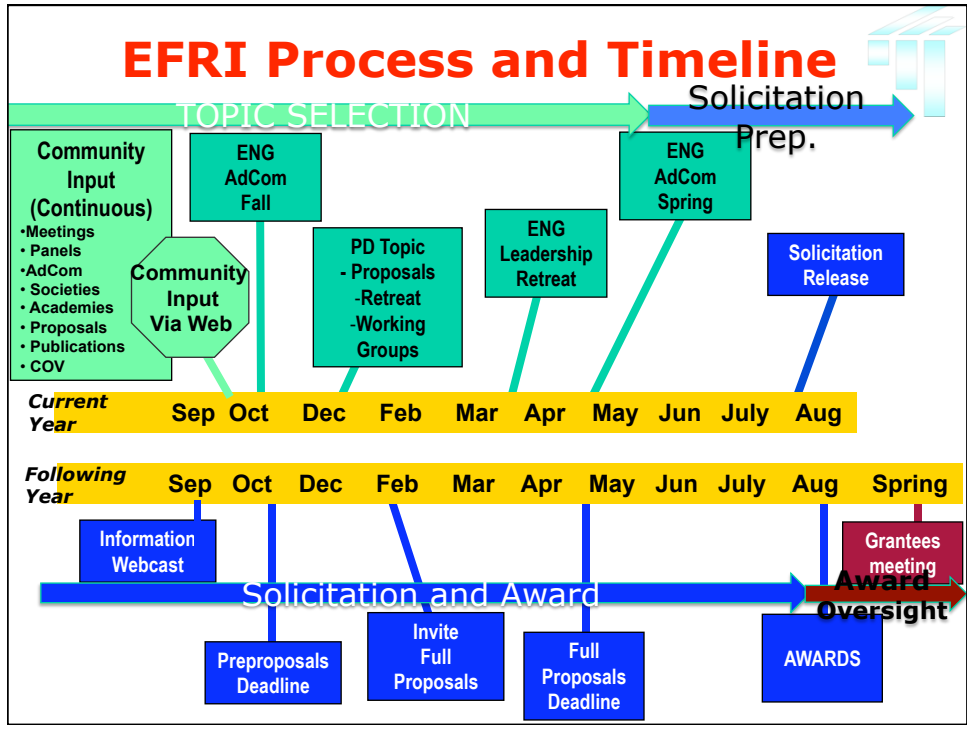 EFRI Process and Timeline
TOPIC SELECTION
Solicitation
Prep.
Community
Input
(Continuous)
•Meetings
• Panels
•AdCom
• Societies
• Academies
• Proposals
• Publications
• COV
Community
Input
Via Web
ENG
AdCom
Fall
PD Topic
- Proposals
-Retreat
-Working
Groups
ENG
Leadership
Retreat
ENG
AdCom
Spring
Solicitation
Release
Current
Year
Sep Oct Dec Feb Mar Apr May Jun July Aug
Following
Year
Sep Oct Dec Feb Mar Apr May Jun July Aug Spring
Information
Webcast
Grantees
meeting
Solicitation and Award
Award
Oversight
Preproposals
Deadline
Invite
Full
Proposals
Full
Proposals
Deadline
AWARDS